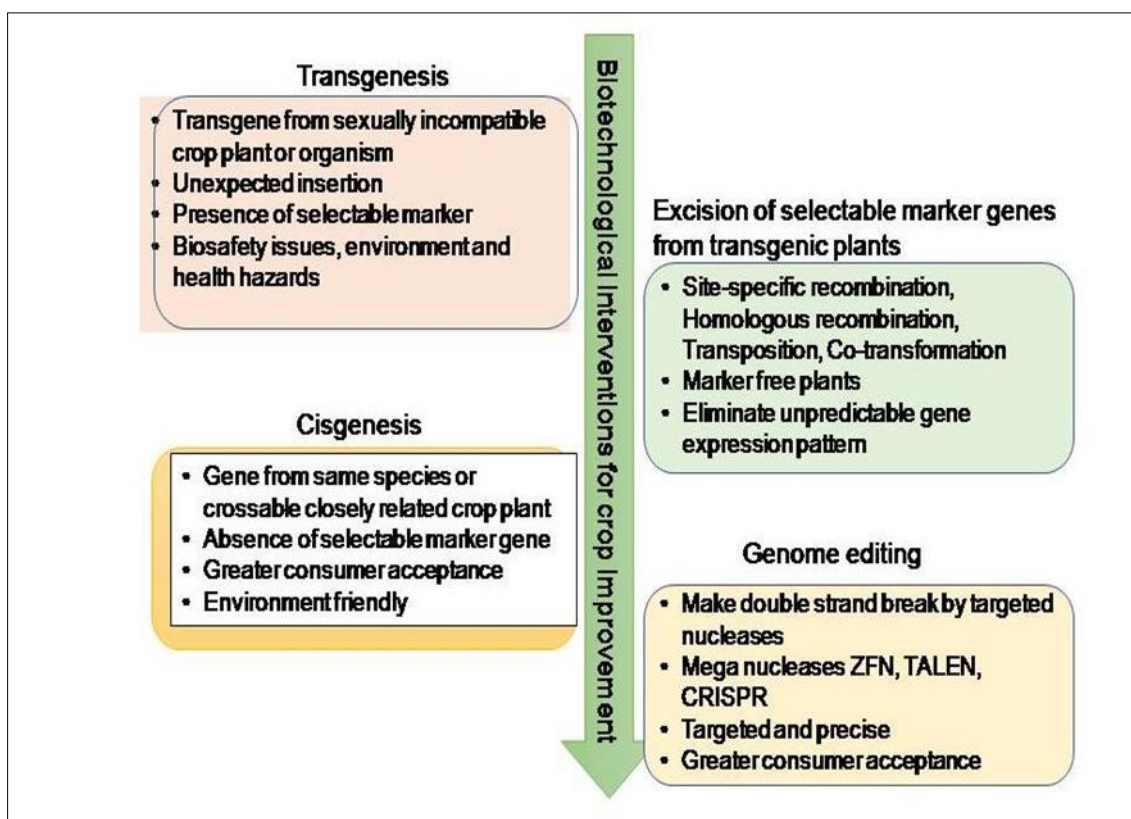 Biotechnological Interventions for crop Improvement
Transgenesis
• Transgene from sexually incompatible
crop plant or organism
• Unexpected insertion
• Presence of selectable marker
• Biosafety issues, environment and
health hazards
Excision of selectable marker genes
from transgenic plants
• Site-specific recombination,
Homologous recombination,
Transposition, Co-transformation
• Marker free plants
• Eliminate unpredictable gene
expression pattern
Cisgenesis
• Gene from same species or
crossable closely related crop plant
• Absence of selectable marker gene
• Greater consumer acceptance
• Environment friendly
Genome editing
• Make double strand break by targeted
nucleases
• Mega nucleases ZFN, TALEN,
CRISPR
• Targeted and precise
• Greater consumer acceptance